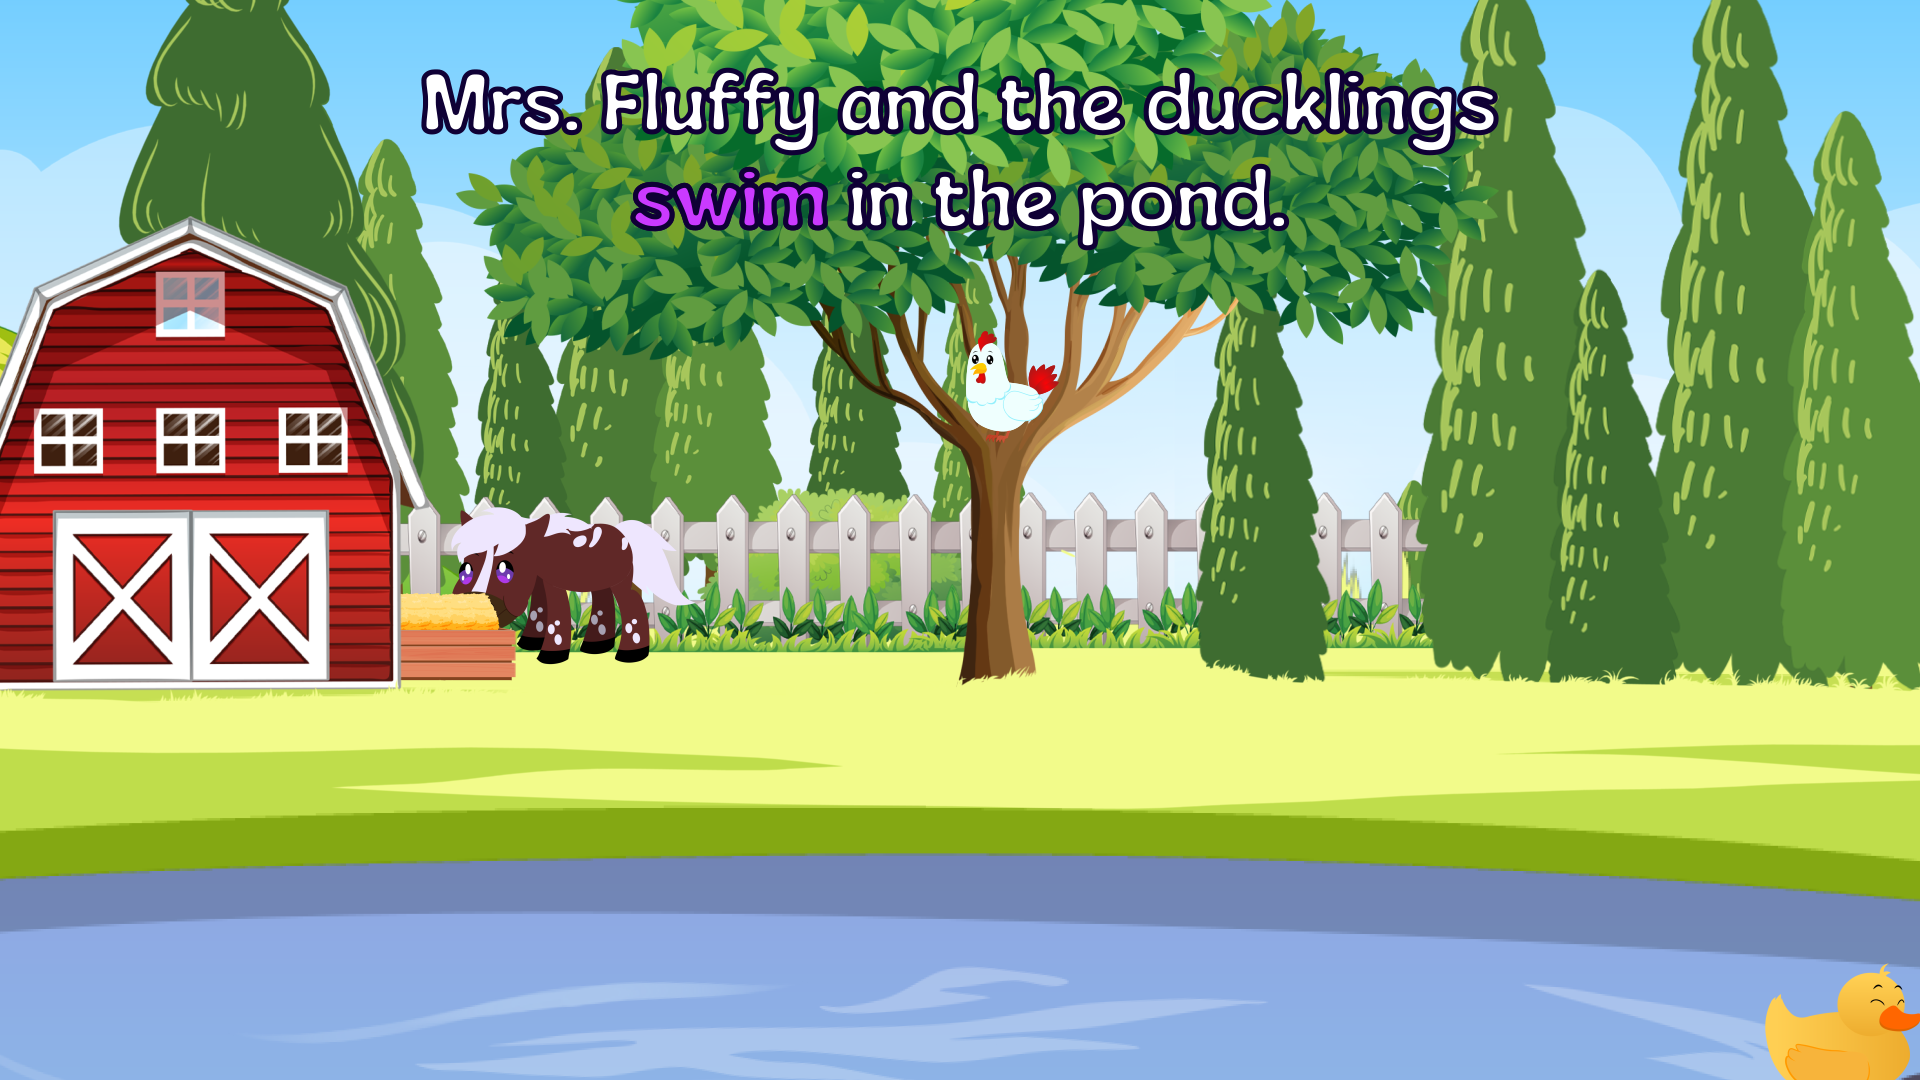 Mrs. Fluffy and the ducklings
swim in the pond.